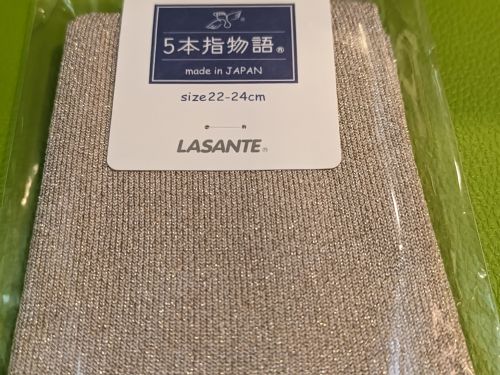 5本指物語®
made in JAPAN
size22-24cm
LASANTE®